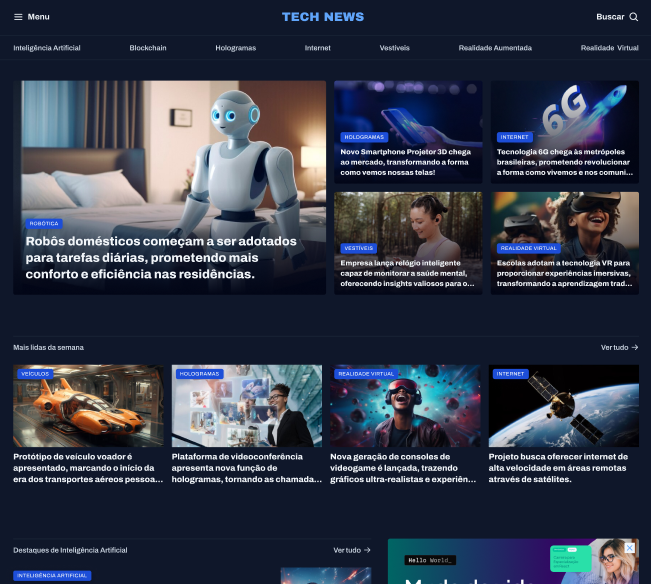 Menu
TECH NEWS
Buscar
Inteligência Artificial
Blockchain
Hologramas
Internet
Vestíveis
Realidade Aumentada
Realidade Virtual
ROBÓTICA
Robôs domésticos começam a ser adotados
para tarefas diárias, prometendo mais
conforto e eficiência nas residências.
HOLOGRAMAS
Novo Smartphone Projetor 3D chega
ao mercado, transformando a forma
como vemos nossas telas!
6G
INTERNET
Tecnologia 6G chega às metrópoles
brasileiras, prometendo revolucionar
a forma como vivemos e nos comuni...
VESTÍVEIS
Empresa lança relógio inteligente
capaz de monitorar a saúde mental,
oferecendo insights valiosos para o...
REALIDADE VIRTUAL
Escolas adotam a tecnologia VR para
proporcionar experiências imersivas,
transformando a aprendizagem trad...
Mais lidas da semana
Ver tudo →
VEÍCULOS
Protótipo de veículo voador é
apresentado, marcando o início da
era dos transportes aéreos pessoa...
HOLOGRAMAS
Plataforma de videoconferência
apresenta nova função de
hologramas, tornando as chamada...
REALIDADE VIRTUAL
Nova geração de consoles de
videogame é lançada, trazendo
gráficos ultra-realistas e experiên...
INTERNET
Projeto busca oferecer internet de
alta velocidade em áreas remotas
através de satélites.
Destaques de Inteligência Artificial
Ver tudo →
INTELIGÊNCIA ARTIFICIAL
Hello World_